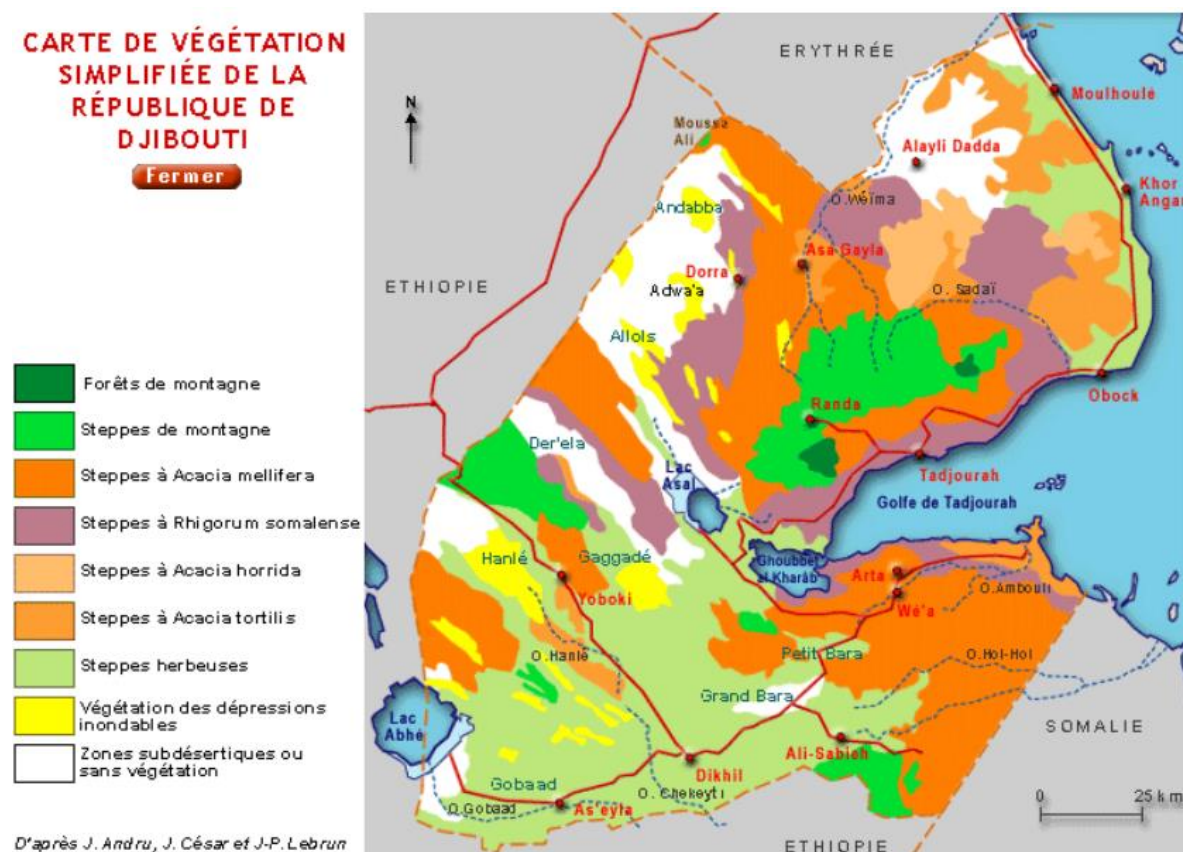 CARTE DE VÉGÉTATION
SIMPLIFIÉE DE LA
RÉPUBLIQUE DE
DJIBOUTI
Fermer
Forêts de montagne
Steppes de montagne
Steppes à Acacia mellifera
Steppes à Rhigorum somalense
Steppes à Acacia horrida
Steppes à Acacia tortilis
Steppes herbeuses
Végétation des dépressions
inondables
Zones subdésertiques ou
sans végétation
D'après J. Andru, J. César et J-P. Lebrun
N
ERYTHRÉE
Moulhoulé
Moussa
Ali
Alayli Dadda
Khor
Angar
O. Wéïma
Andabba
Asa Gayla
Dorra
ETHIOPIE
Adwa'a
O. Sadaï
Allols
Obock
Randa
Der'ela
Lac
Asal
Tadjourah
Golfe de Tadjourah
Hanlé
Gaggadé
Ghoubbet
al Kharâb
Arta
O. Ambouli
Yoboki
Wé'a
O. Hanlé
Petit Bara
O. Hol-Hol
Grand Bara
Lac
Abhé
SOMALIE
Ali-Sabieh
Dikhil
Gobaad
O. Chekeyti
O. Gobaad
As'eyla
0
25 km
ETHIOPIE